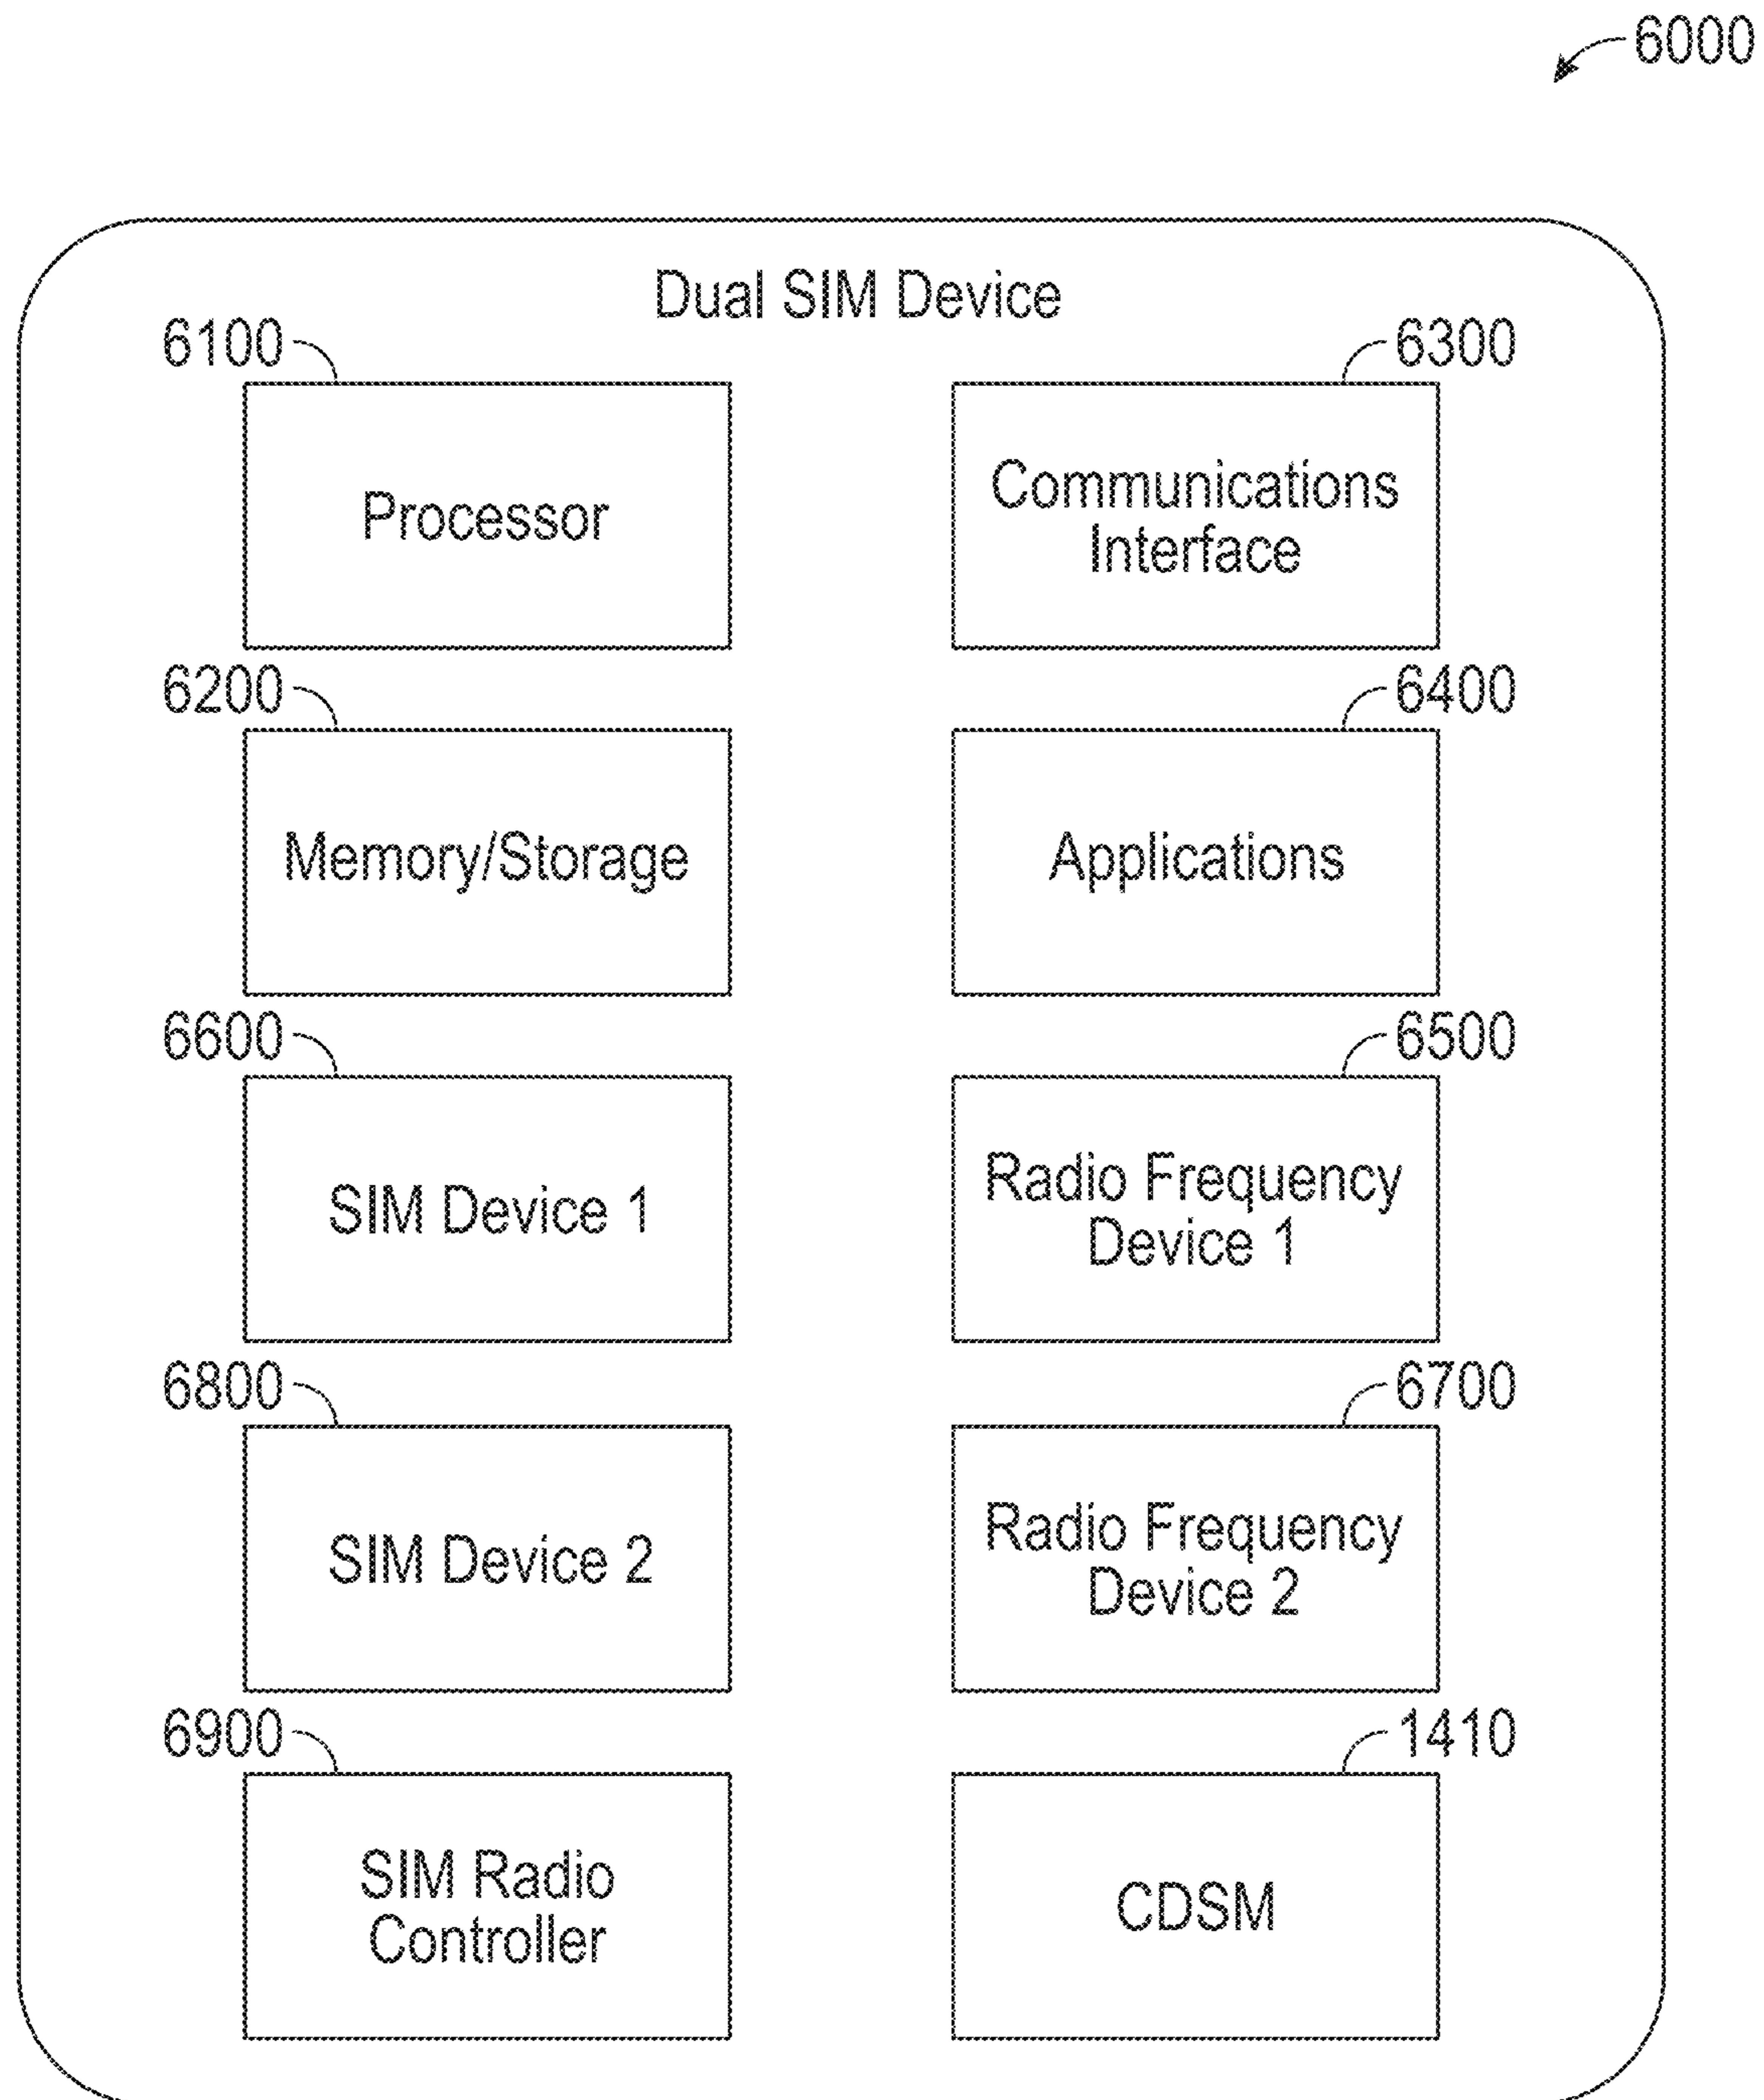 6000
Dual SIM Device
6100
6300
Processor
Communications
Interface
6200
6400
Memory/Storage
Applications
6600
6500
SIM Device 1
Radio Frequency
Device 1
6800
6700
SIM Device 2
Radio Frequency
Device 2
6900
1410
SIM Radio
Controller
CDSM